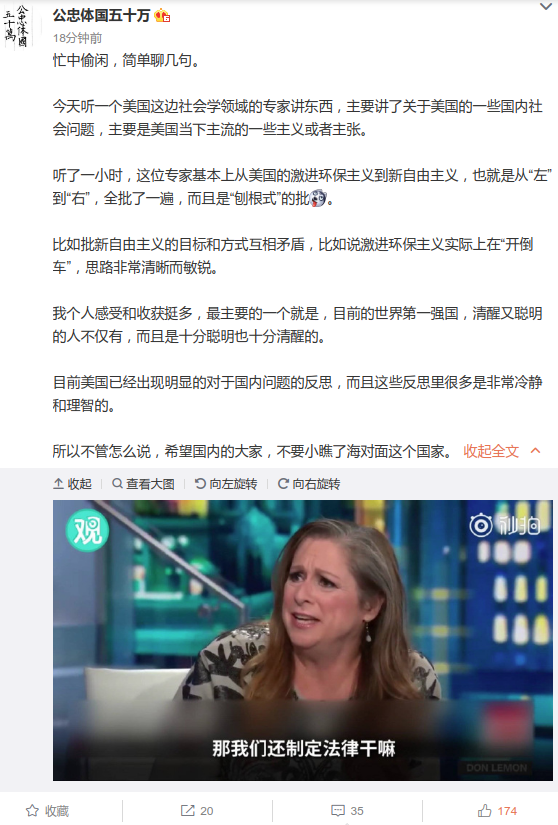 公忠体國
五十萬
公忠体国五十万
18分钟前
忙中偷闲，简单聊几句。
今天听一个美国这边社会学领域的专家讲东西，主要讲了关于美国的一些国内社
会问题，主要是美国当下主流的一些主义或者主张。
听了一小时，这位专家基本上从美国的激进环保主义到新自由主义，也就是从“左”
到“右”，全批了一遍，而且是“刨根式”的批。
比如批新自由主义的目标和方式互相矛盾，比如说激进环保主义实际上在“开倒
车”，思路非常清晰而敏锐。
我个人感受和收获挺多，最主要的一个就是，目前的世界第一强国，清醒又聪明
的人不仅有，而且是十分聪明也十分清醒的。
目前美国已经出现明显的对于国内问题的反思，而且这些反思里很多是非常冷静
和理智的。
所以不管怎么说，希望国内的大家，不要小瞧了海对面这个国家。 收起全文
收起 查看大图 向左旋转 向右旋转
观 秒拍
那我们还制定法律干嘛
DON LEMON
收藏 20 35 174